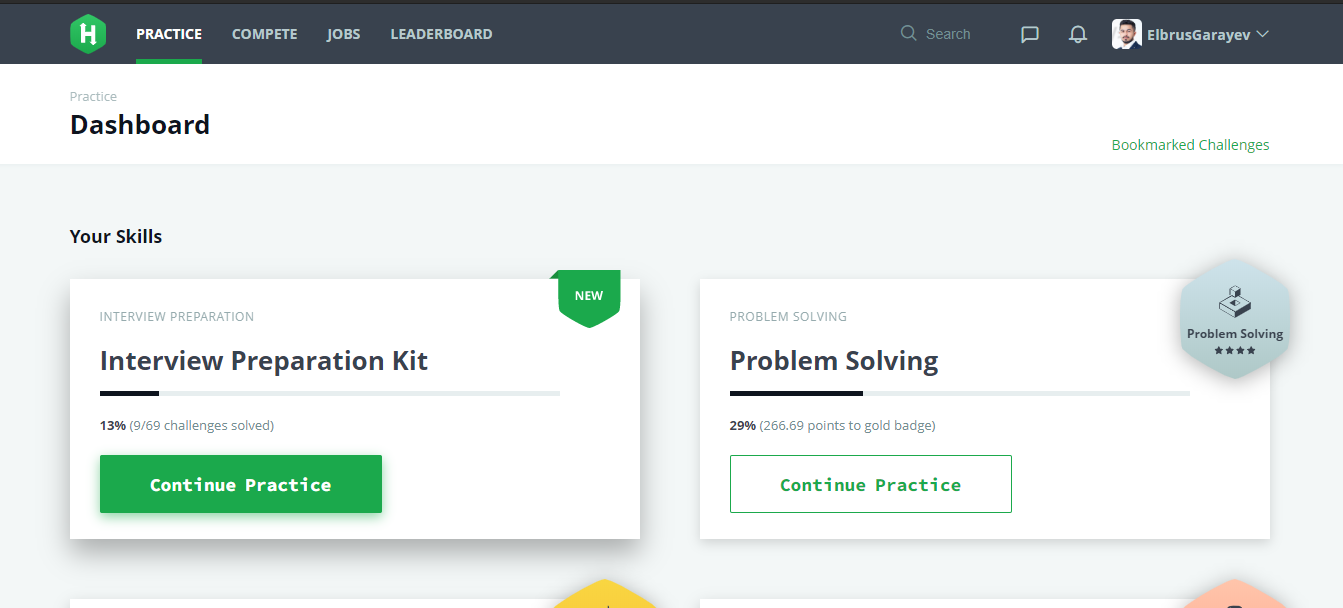 H
PRACTICE COMPETE JOBS LEADERBOARD Search ElbrusGarayev
Practice
Dashboard
Bookmarked Challenges
Your Skills
NEW
INTERVIEW PREPARATION
Interview Preparation Kit
13% (9/69 challenges solved)
Continue Practice
PROBLEM SOLVING
Problem Solving
Problem Solving
29% (266.69 points to gold badge)
Continue Practice